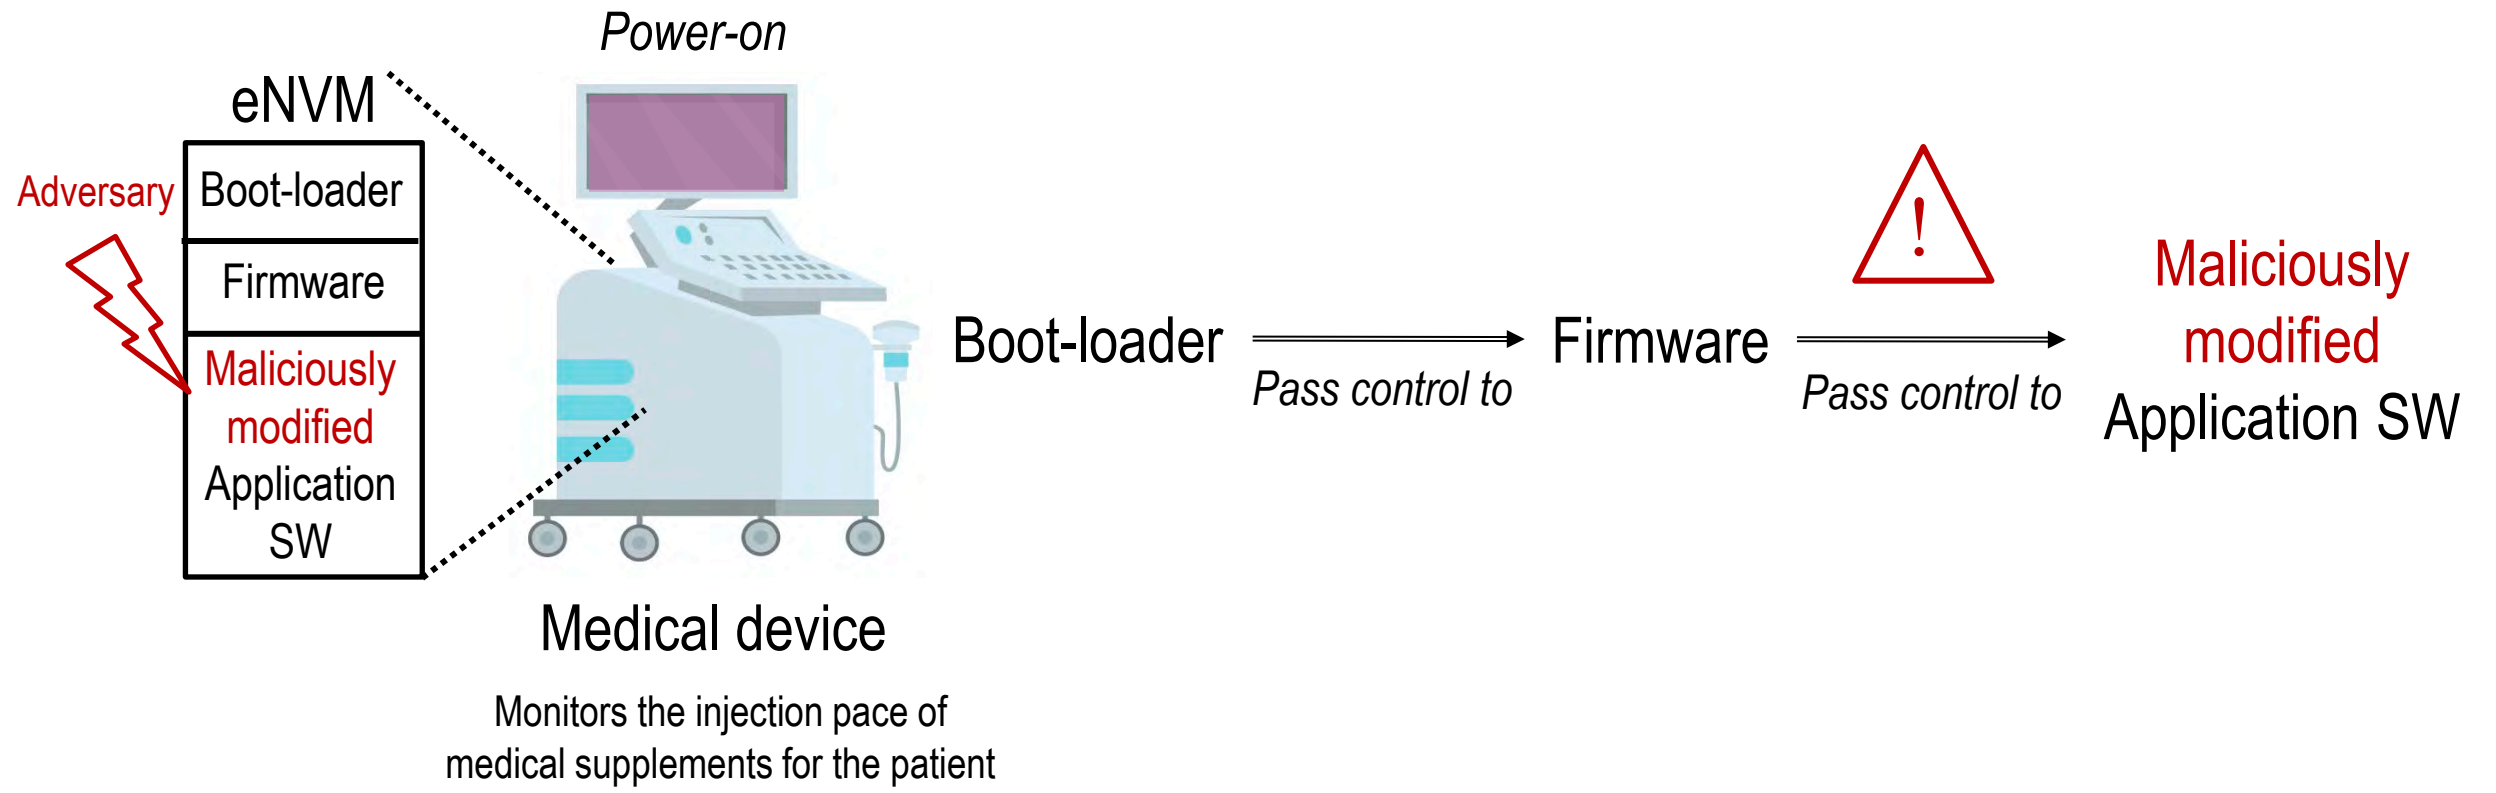 Power-on
eNVM
Adversary
Boot-loader
Firmware
Maliciously
modified
Application
SW
Medical device
Monitors the injection pace of
medical supplements for the patient
Boot-loader
Pass control to
Firmware
!
Pass control to
Maliciously
modified
Application SW